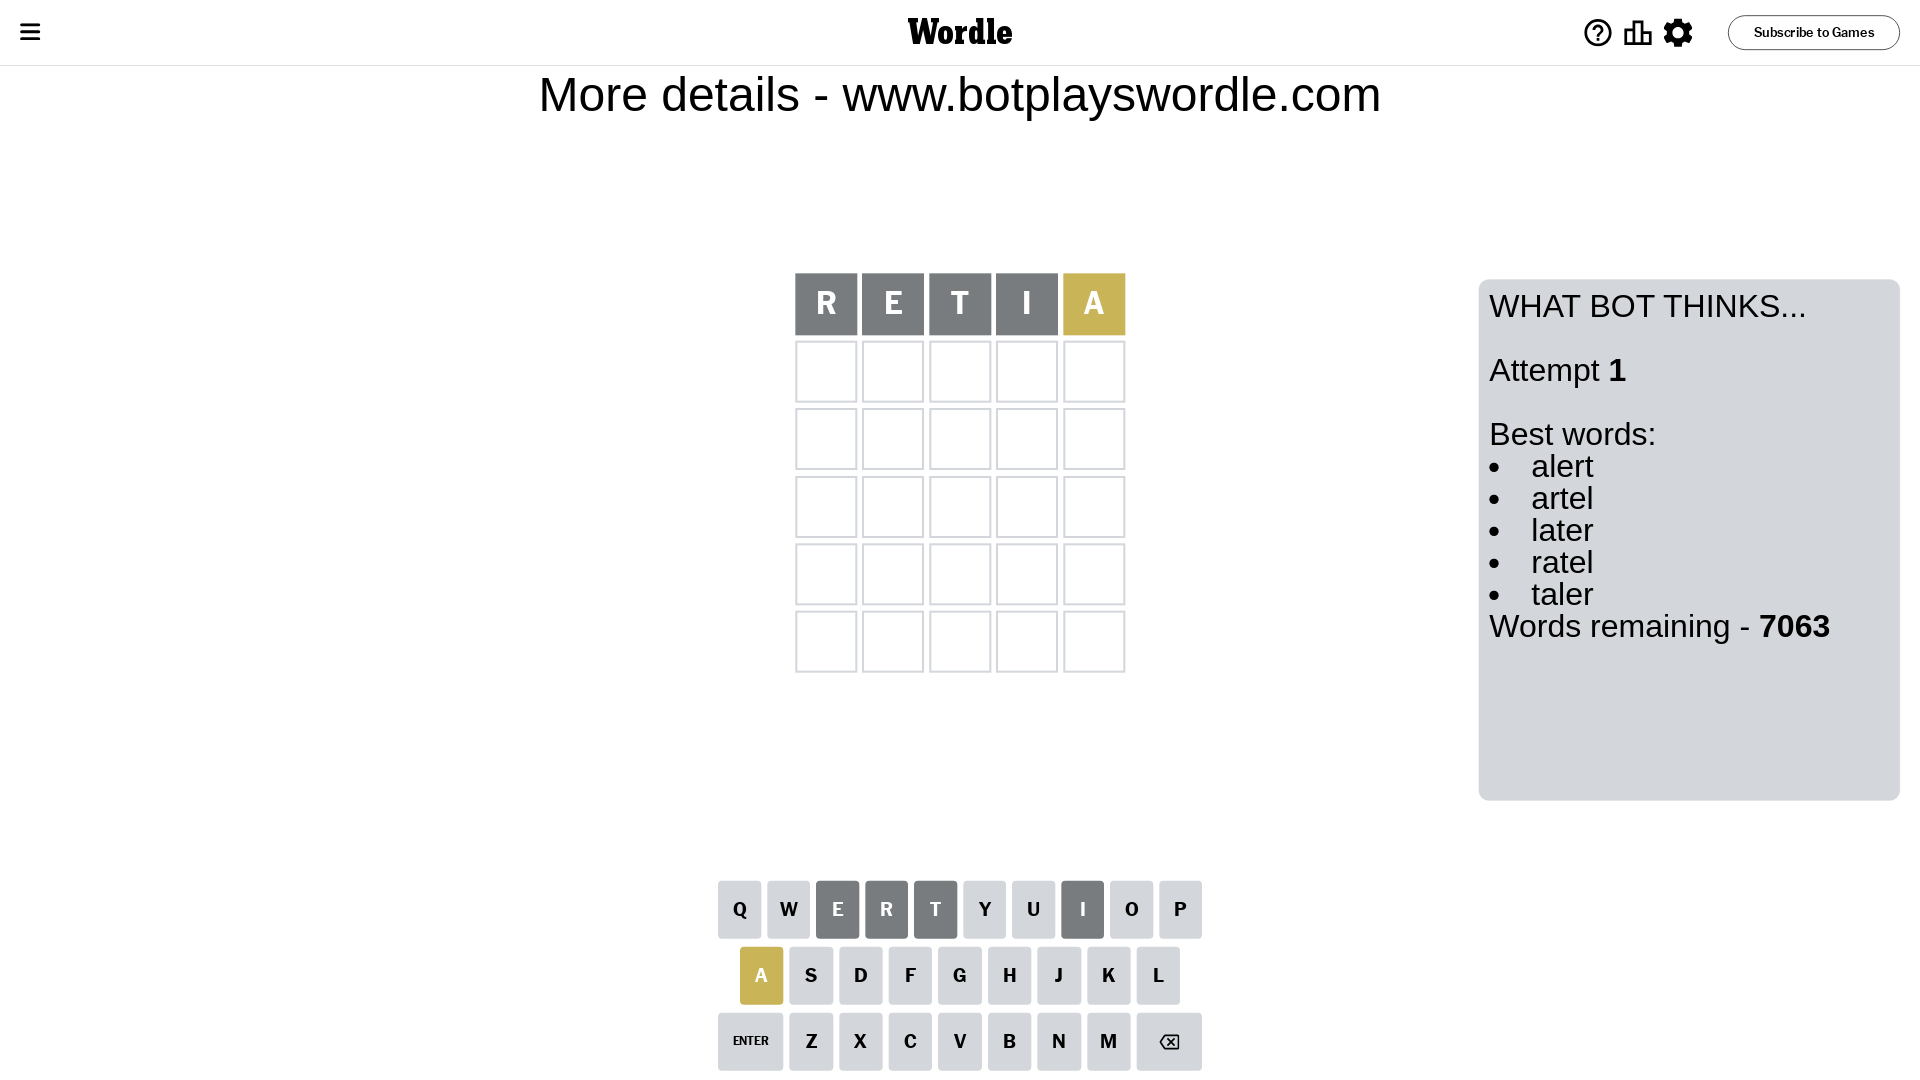 Wordle
Subscribe to Games
More details - www.botplayswordle.com
R E T I A
WHAT BOT THINKS...
Attempt 1
Best words:
• alert
• artel
• later
• ratel
• taler
Words remaining - 7063
Q W E R T Y U I O P
A S D F G H J K L
ENTER Z X C V B N M